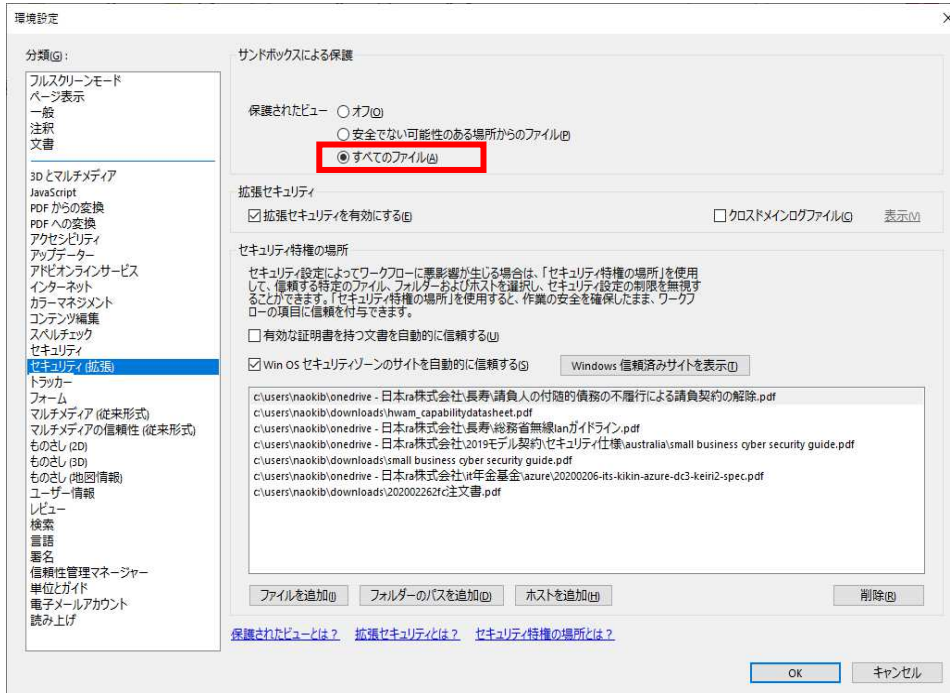 環境設定
分類(G):
フルスクリーンモード
ページ表示
一般
注釈
文書
3D とマルチメディア
JavaScript
PDF からの変換
PDF への変換
アクセシビリティ
アップデーター
アドビオンラインサービス
インターネット
カラーマネジメント
コンテンツ編集
スペルチェック
セキュリティ
セキュリティ (拡張)
トラッカー
フォーム
マルチメディア (従来形式)
マルチメディアの信頼性 (従来形式)
ものさし (2D)
ものさし (3D)
ものさし (地図情報)
ユーザー情報
レビュー
検索
言語
署名
信頼性管理マネージャー
単位とガイド
電子メールアカウント
読み上げ
サンドボックスによる保護
保護されたビュー オフ(O)
安全でない可能性のある場所からのファイル(P)
すべてのファイル(A)
拡張セキュリティ
拡張セキュリティを有効にする(E) クロスドメインログファイル(C) 表示(V)
セキュリティ特権の場所
セキュリティ設定によってワークフローに悪影響が生じる場合は、「セキュリティ特権の場所」を使用
して、信頼する特定のファイル、フォルダーおよびホストを選択し、セキュリティ設定の制限を無視す
ることができます。「セキュリティ特権の場所」を使用すると、作業の安全を確保したまま、ワークフ
ローの項目に信頼を付与できます。
有効な証明書を持つ文書を自動的に信頼する(U)
Win OS セキュリティゾーンのサイトを自動的に信頼する(S) Windows 信頼済みサイトを表示(T)
c:\users\naokib\onedrive - 日本ra株式会社\長寿\請負人の付随的債務の不履行による請負契約の解除.pdf
c:\users\naokib\downloads\hwam_capabilitydatasheet.pdf
c:\users\naokib\onedrive - 日本ra株式会社\長寿\総務省無線lanガイドライン.pdf
c:\users\naokib\onedrive - 日本ra株式会社\2019モデル契約\セキュリティ仕様\australia\small business cyber security guide.pdf
c:\users\naokib\downloads\small business cyber security guide.pdf
c:\users\naokib\onedrive - 日本ra株式会社\it年金基金\azure\20200206-its-kikin-azure-dc3-keiri2-spec.pdf
c:\users\naokib\downloads\202002262fc注文書.pdf
ファイルを追加(I) フォルダーのパスを追加(D) ホストを追加(H) 削除(R)
保護されたビューとは? 拡張セキュリティとは? セキュリティ特権の場所とは?
OK キャンセル